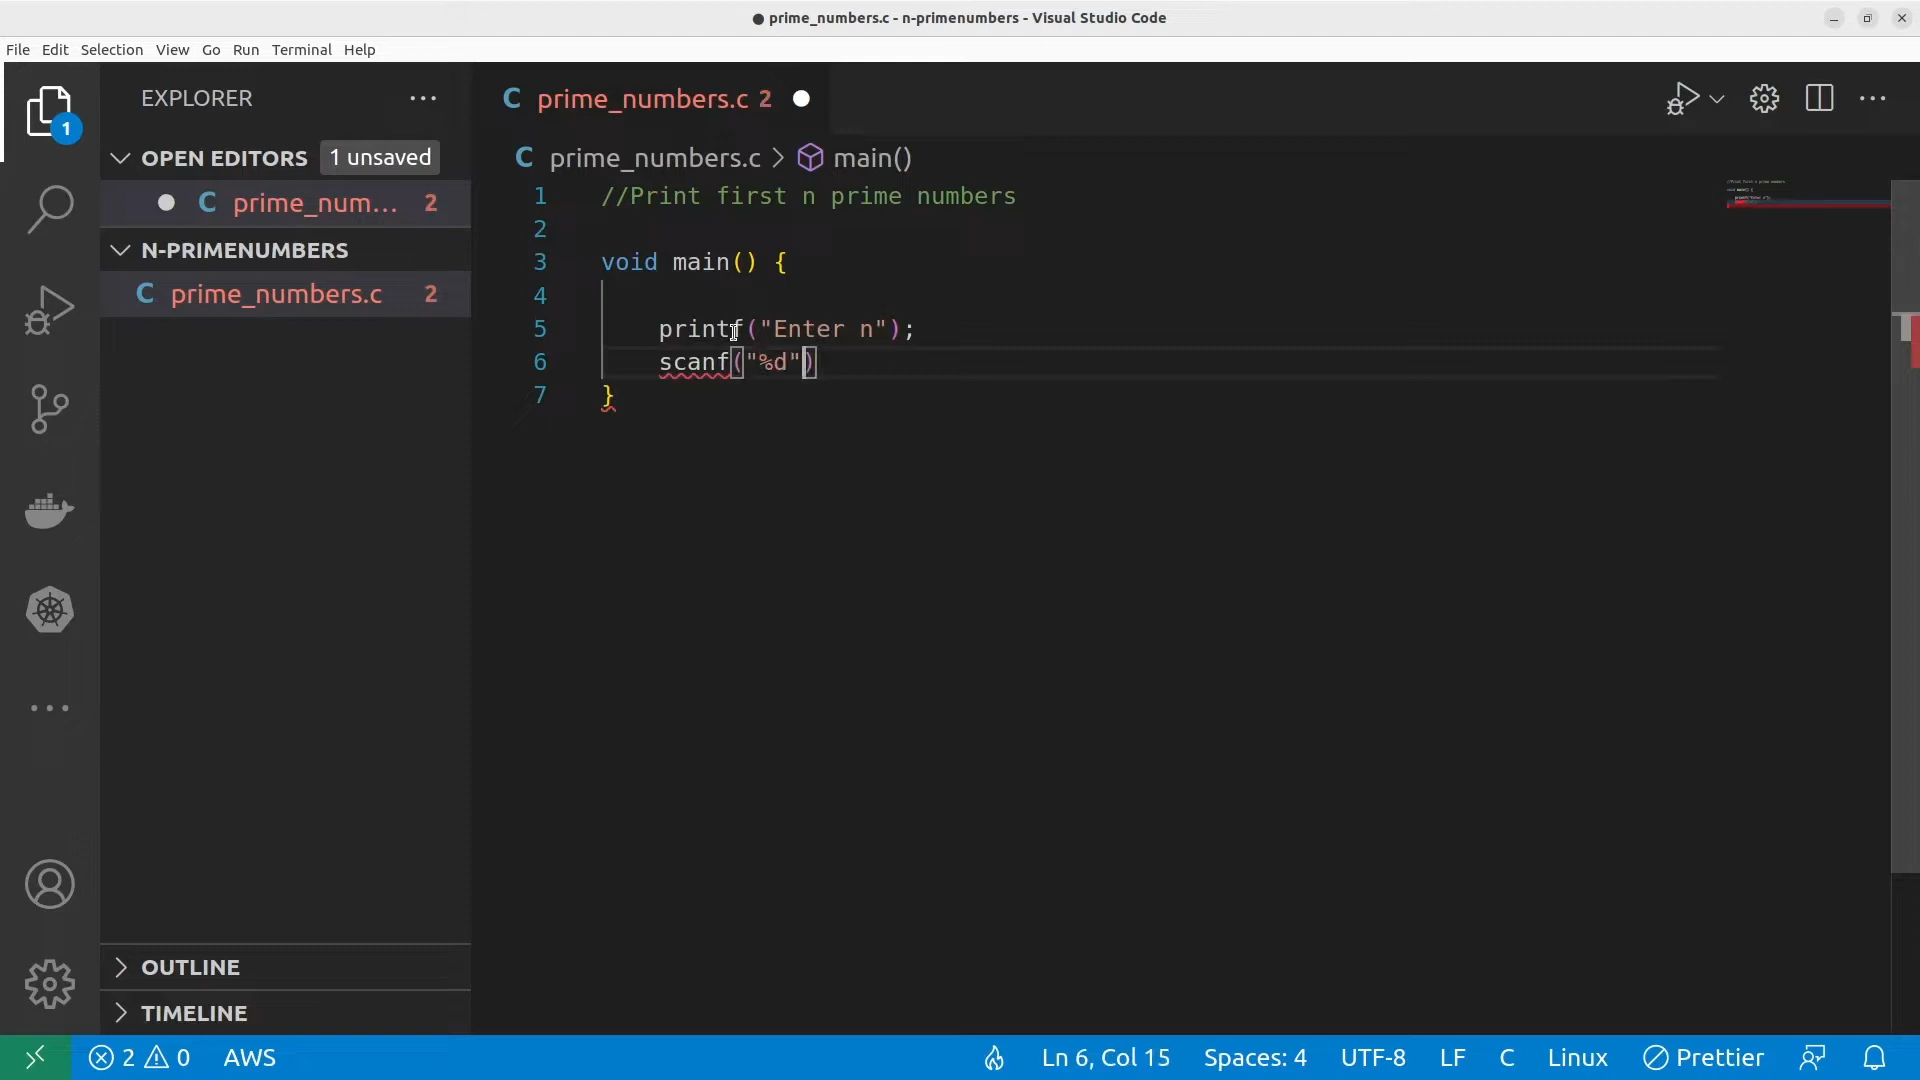 ● prime_numbers.c - n-primenumbers - Visual Studio Code
File Edit Selection View Go Run Terminal Help
EXPLORER
1
OPEN EDITORS 1 unsaved
C prime_num... 2
N-PRIMENUMBERS
C prime_numbers.c 2
OUTLINE
TIMELINE
C prime_numbers.c 2
C prime_numbers.c > main()
1 //Print first n prime numbers
2
3 void main() {
4
5 printf("Enter n");
6 scanf("%d")
7 }
2 0 AWS Ln 6, Col 15 Spaces: 4 UTF-8 LF C Linux Prettier